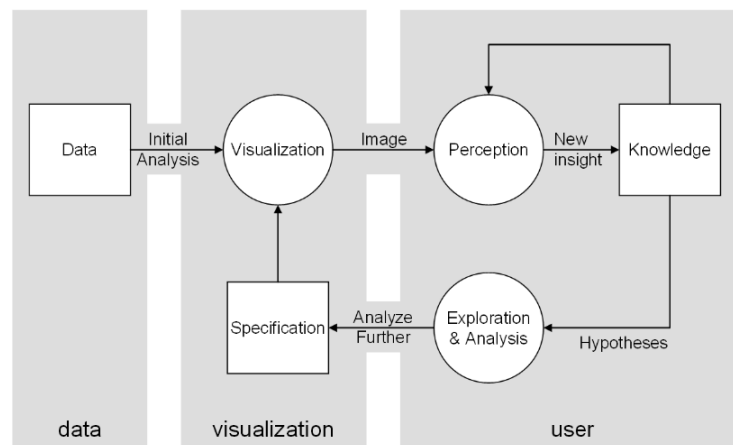 Data
Initial
Analysis
Visualization
Image
Perception
New
insight
Knowledge
Specification
Analyze
Further
Exploration
& Analysis
Hypotheses
data
visualization
user